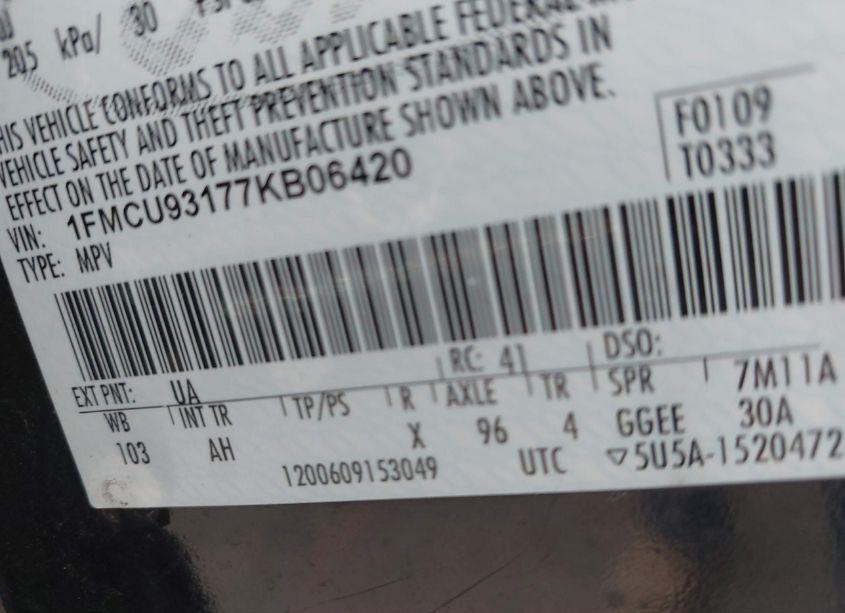 205 kPa/ 30
THIS VEHICLE CONFORMS TO ALL APPLICABLE FEDERAL
VEHICLE SAFETY AND THEFT PREVENTION STANDARDS IN
EFFECT ON THE DATE OF MANUFACTURE SHOWN ABOVE.
VIN: 1FMCU93177KB06420
TYPE: MPV
F0109
T0333
EXT PNT: UA RC: 41 DSO:
WB INT TR TP/PS R AXLE TR SPR 7M11A
103 AH X 96 4 GGEE 30A
1200609153049 UTC ▽5U5A-1520472